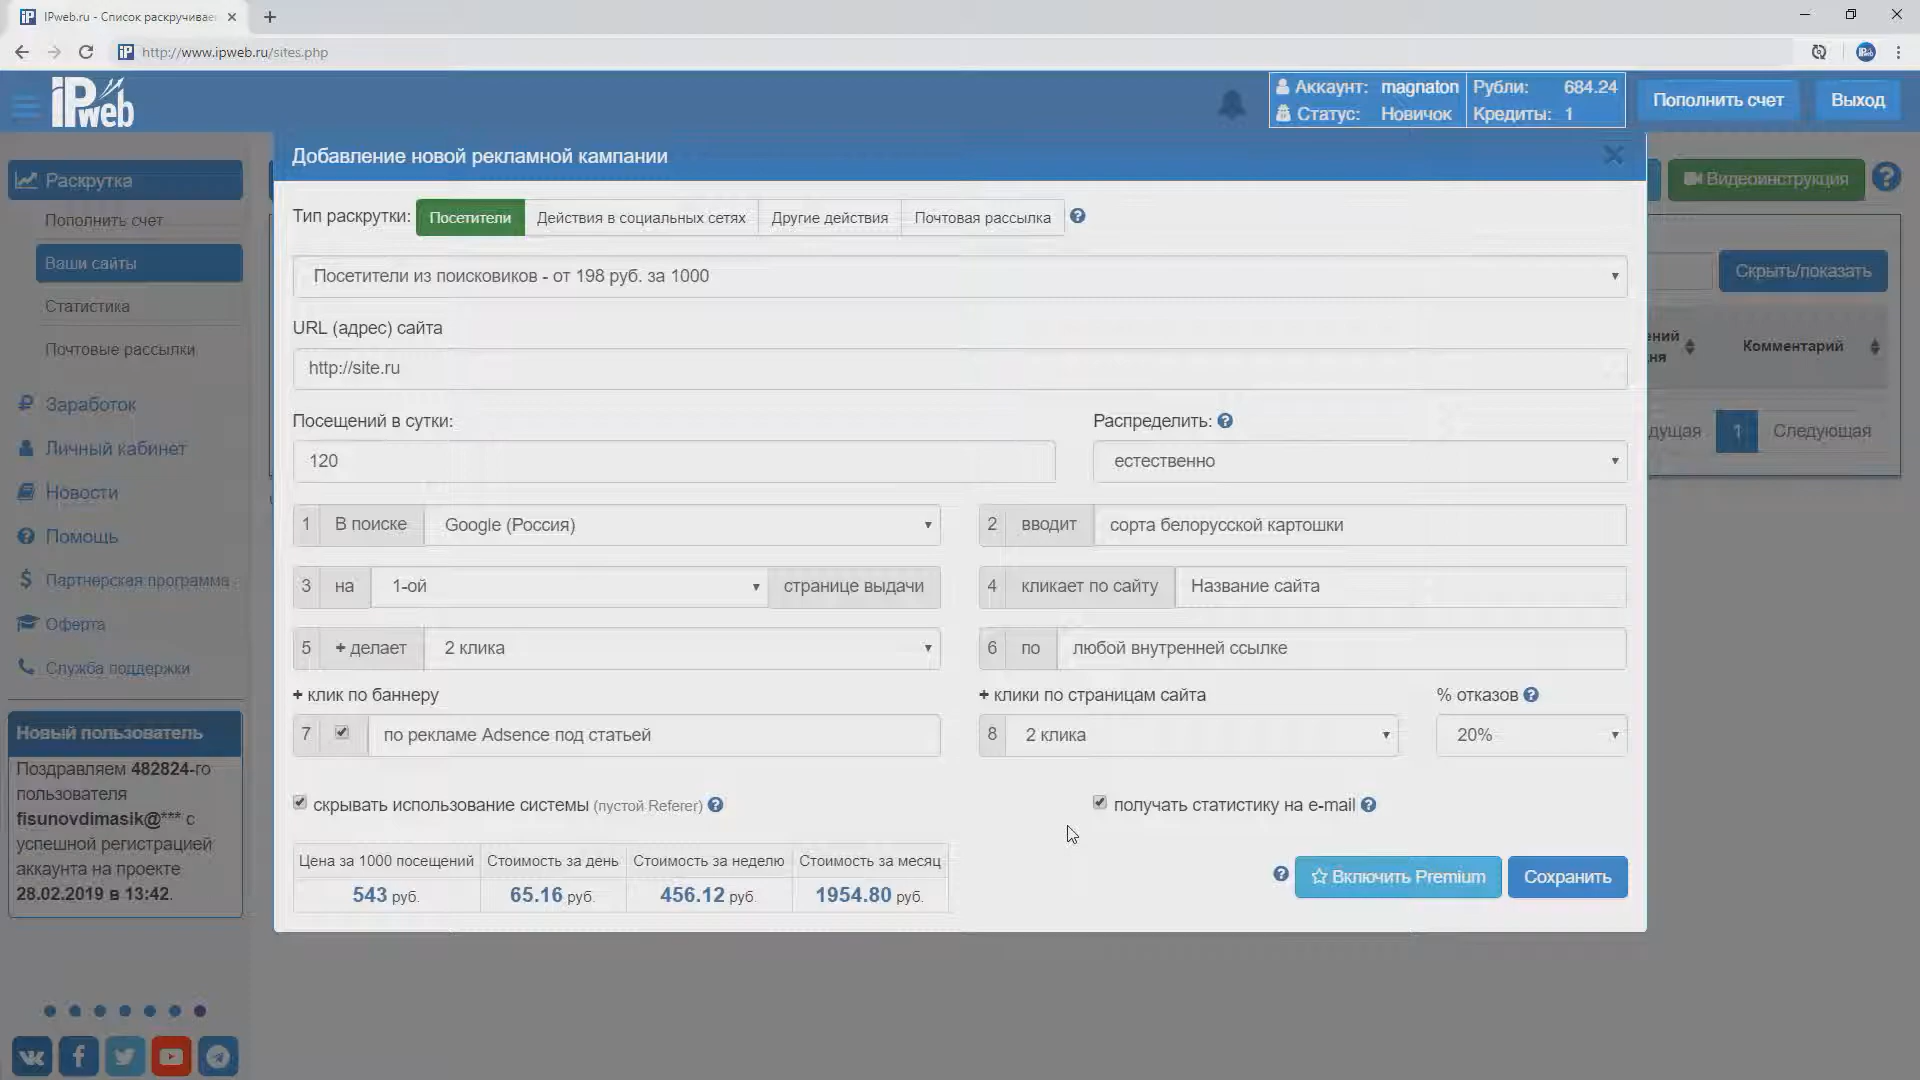 IPweb.ru - Список раскручивае
http://www.ipweb.ru/sites.php
iPweb
Аккаунт: magnaton Рубли: 684.24
Статус: Новичок Кредиты: 1
Пополнить счет
Выход
Раскрутка
Пополнить счет
Ваши сайты
Статистика
Почтовые рассылки
Заработок
Личный кабинет
Новости
Помощь
Партнерская программа
Оферта
Служба поддержки
Новый пользователь
Поздравляем 482824-го
пользователя
fisunovdimasik@*** с
успешной регистрацией
аккаунта на проекте
28.02.2019 в 13:42.
Добавление новой рекламной кампании
Тип раскрутки: Посетители Действия в социальных сетях Другие действия Почтовая рассылка
Посетители из поисковиков - от 198 руб. за 1000
URL (адрес) сайта
http://site.ru
Посещений в сутки: Распределить:
120 естественно
1 В поиске Google (Россия) 2 вводит сорта белорусской картошки
3 на 1-ой странице выдачи 4 кликает по сайту Название сайта
5 + делает 2 клика 6 по любой внутренней ссылке
+ клик по баннеру + клики по страницам сайта % отказов
7 по рекламе Adsence под статьей 8 2 клика 20%
скрывать использование системы (пустой Referer) получать статистику на e-mail
Цена за 1000 посещений Стоимость за день Стоимость за неделю Стоимость за месяц
543 руб. 65.16 руб. 456.12 руб. 1954.80 руб.
Включить Premium Сохранить
Видеоинструкция
Скрыть/показать
ений
ня
Комментарий
дущая 1 Следующая